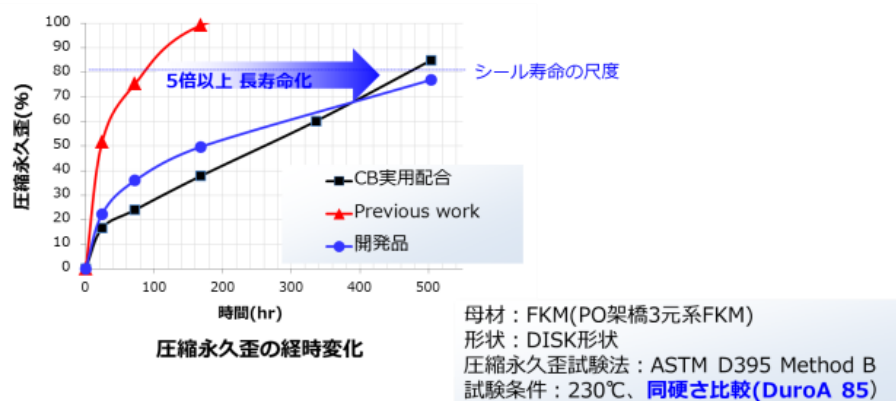 100
90
80
70
60
50
40
30
20
10
0
圧縮永久歪(%)
5倍以上 長寿命化
シール寿命の尺度
CB実用配合
Previous work
開発品
0 100 200 300 400 500
時間(hr)
圧縮永久歪の経時変化
母材：FKM(PO架橋3元系FKM)
形状：DISK形状
圧縮永久歪試験法：ASTM D395 Method B
試験条件：230℃、同硬さ比較(DuroA 85)